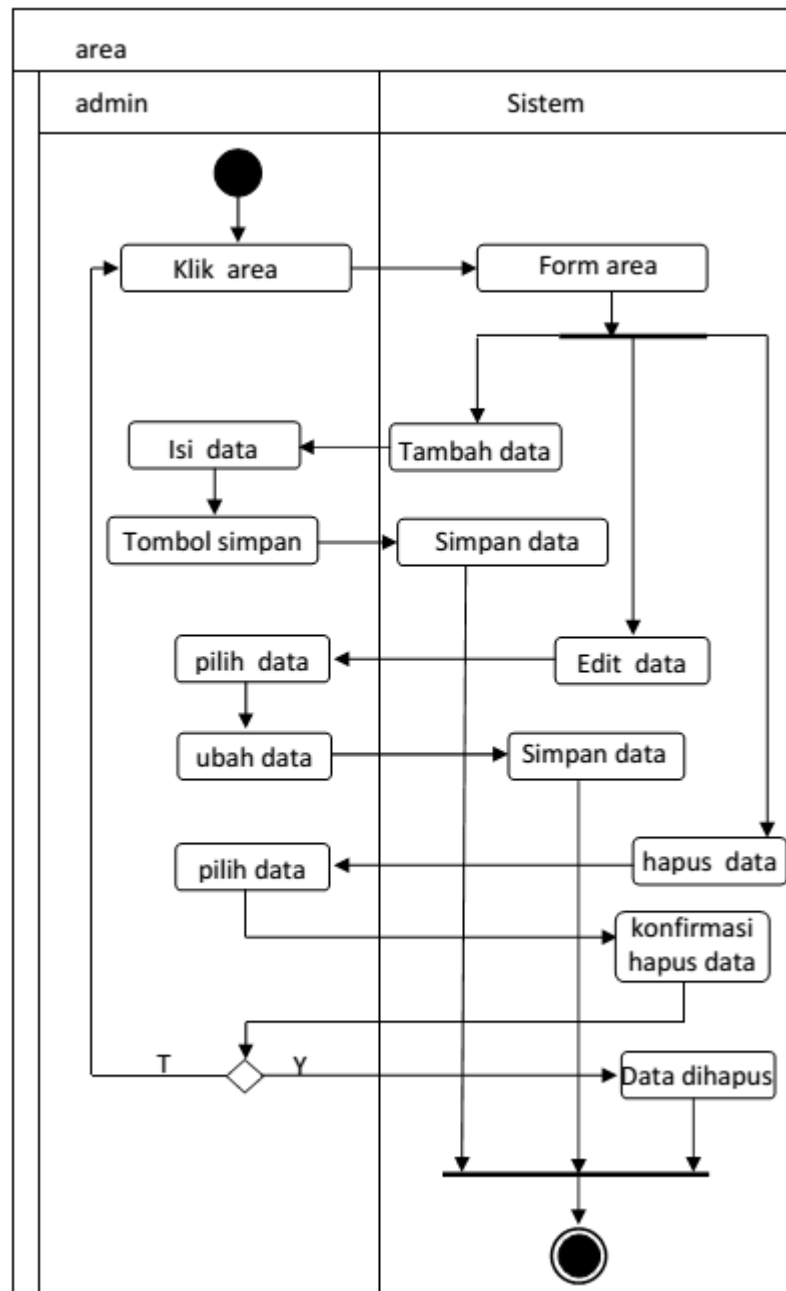 area
admin
Sistem
Klik area
Form area
Isi data
Tambah data
Tombol simpan
Simpan data
pilih data
Edit data
ubah data
Simpan data
pilih data
hapus data
konfirmasi
hapus data
T
Y
Data dihapus